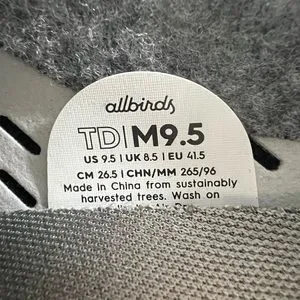 allbirds
TD|M9.5
US 9.5 | UK 8.5 | EU 41.5
CM 26.5 | CHN/MM 265/96
Made in China from sustainably
harvested trees. Wash on